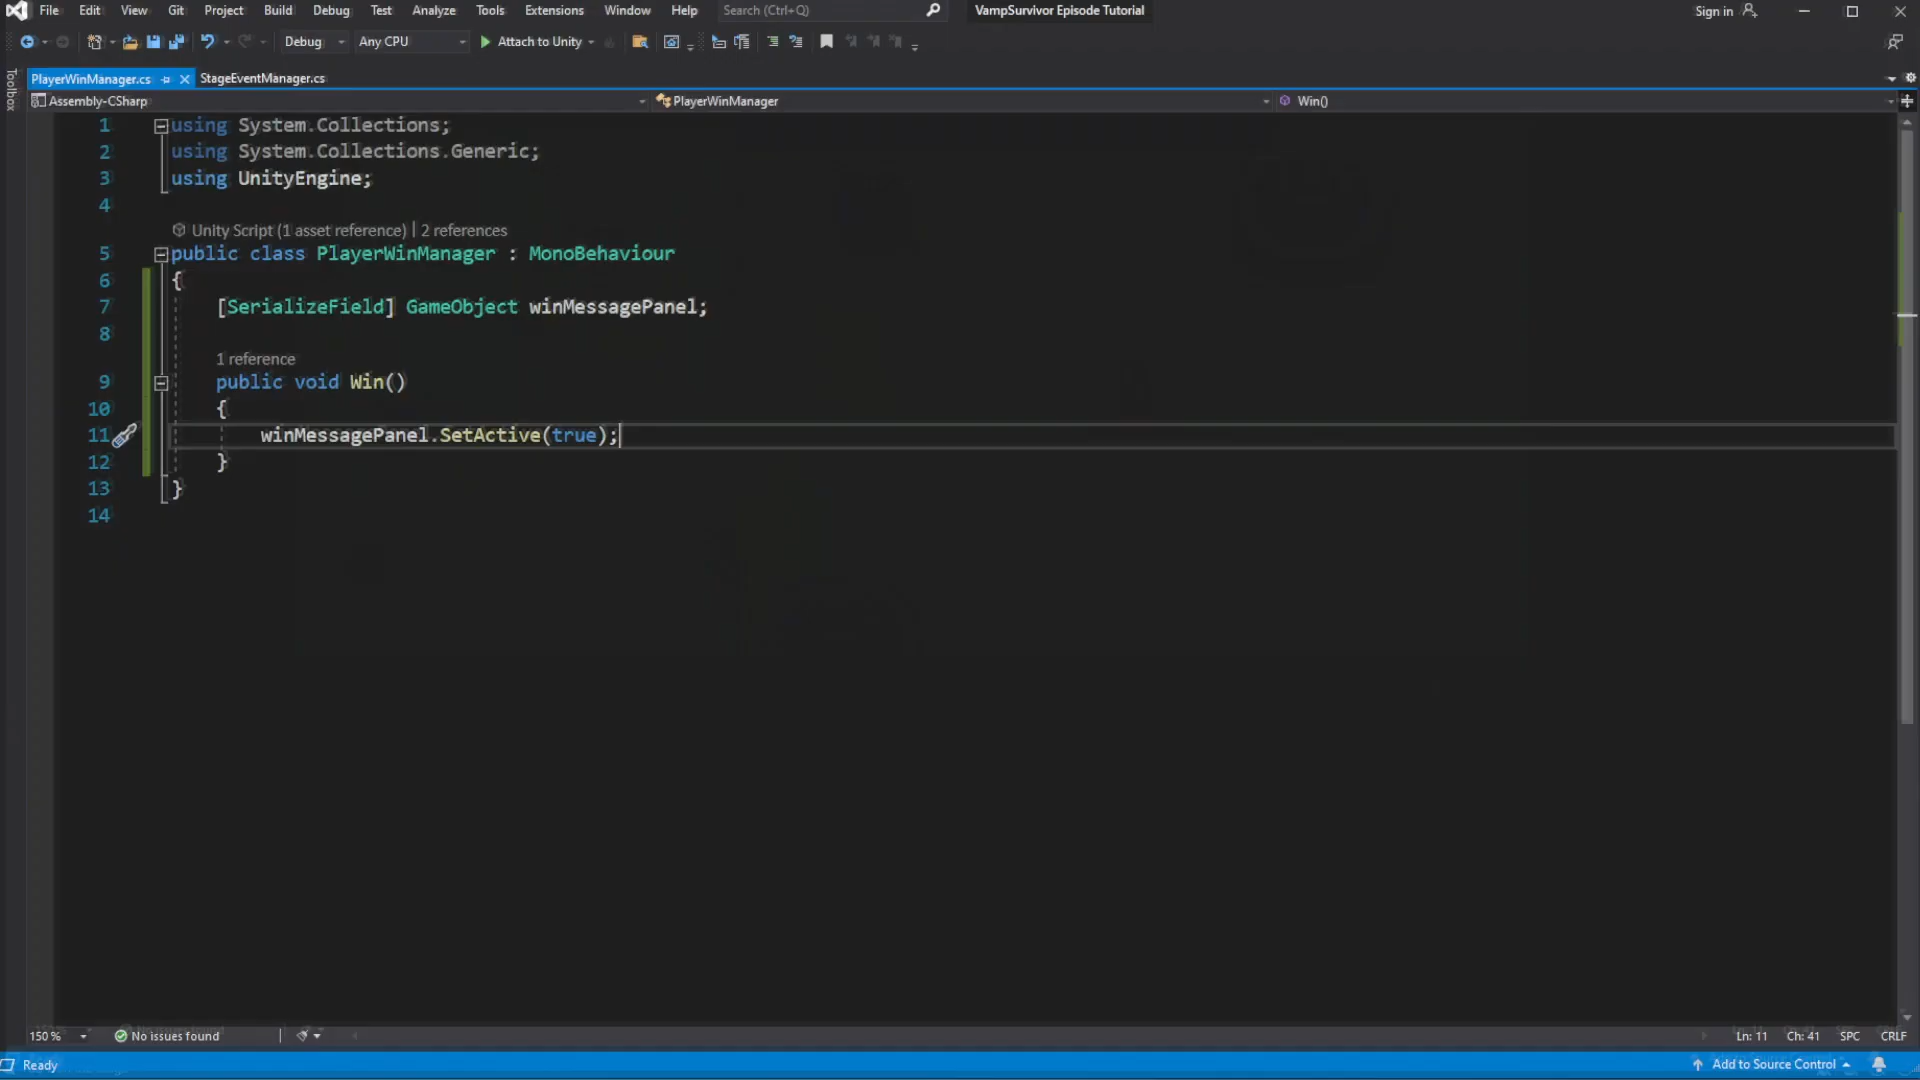 File Edit View Git Project Build Debug Test Analyze Tools Extensions Window Help Search (Ctrl+Q) VampSurvivor Episode Tutorial Sign in
Debug Any CPU Attach to Unity
PlayerWinManager.cs StageEventManager.cs
Toolbox
Assembly-CSharp PlayerWinManager Win()
1 using System.Collections;
2 using System.Collections.Generic;
3 using UnityEngine;
4
Unity Script (1 asset reference) | 2 references
5 public class PlayerWinManager : MonoBehaviour
6 {
7 [SerializeField] GameObject winMessagePanel;
8
1 reference
9 public void Win()
10 {
11 winMessagePanel.SetActive(true);
12 }
13 }
14
150 % No issues found Ln: 11 Ch: 41 SPC CRLF
Ready Add to Source Control